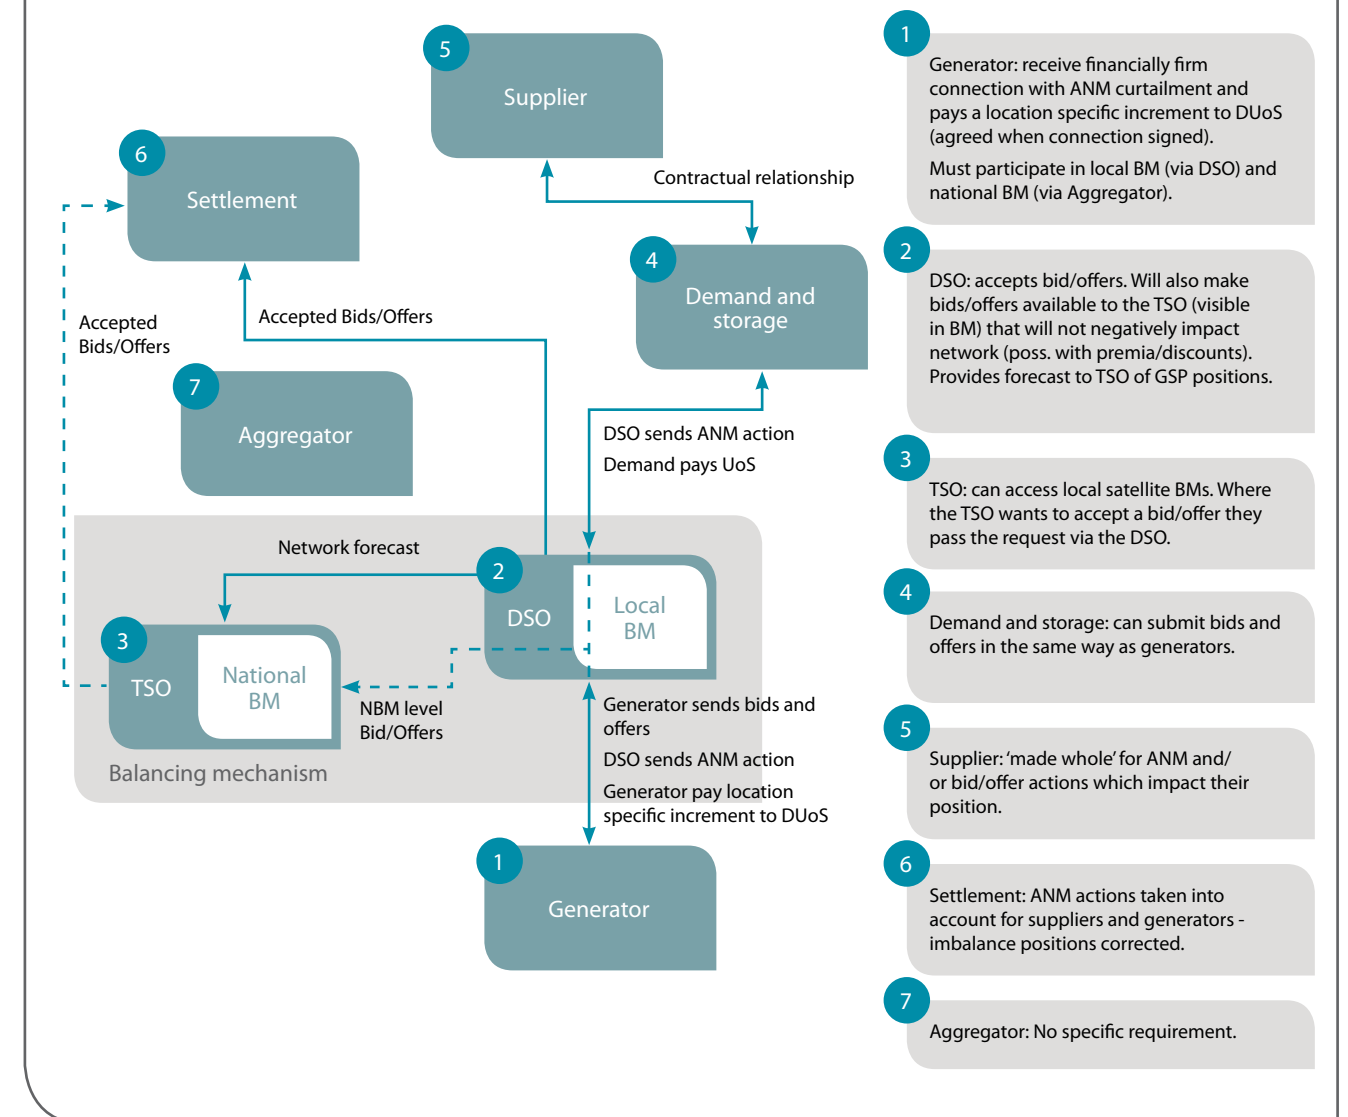 5
Supplier
6
Settlement
Contractual relationship
4
Demand and
storage
Accepted
Bids/Offers
Accepted Bids/Offers
7
Aggregator
DSO sends ANM action
Demand pays UoS
Network forecast
2
DSO
Local
BM
3
TSO
National
BM
NBM level
Bid/Offers
Balancing mechanism
Generator sends bids and
offers
DSO sends ANM action
Generator pay location
specific increment to DUoS
1
Generator
1
Generator: receive financially firm
connection with ANM curtailment and
pays a location specific increment to DUoS
(agreed when connection signed).
Must participate in local BM (via DSO) and
national BM (via Aggregator).
2
DSO: accepts bid/offers. Will also make
bids/offers available to the TSO (visible
in BM) that will not negatively impact
network (poss. with premia/discounts).
Provides forecast to TSO of GSP positions.
3
TSO: can access local satellite BMs. Where
the TSO wants to accept a bid/offer they
pass the request via the DSO.
4
Demand and storage: can submit bids and
offers in the same way as generators.
5
Supplier: ‘made whole’ for ANM and/
or bid/offer actions which impact their
position.
6
Settlement: ANM actions taken into
account for suppliers and generators -
imbalance positions corrected.
7
Aggregator: No specific requirement.